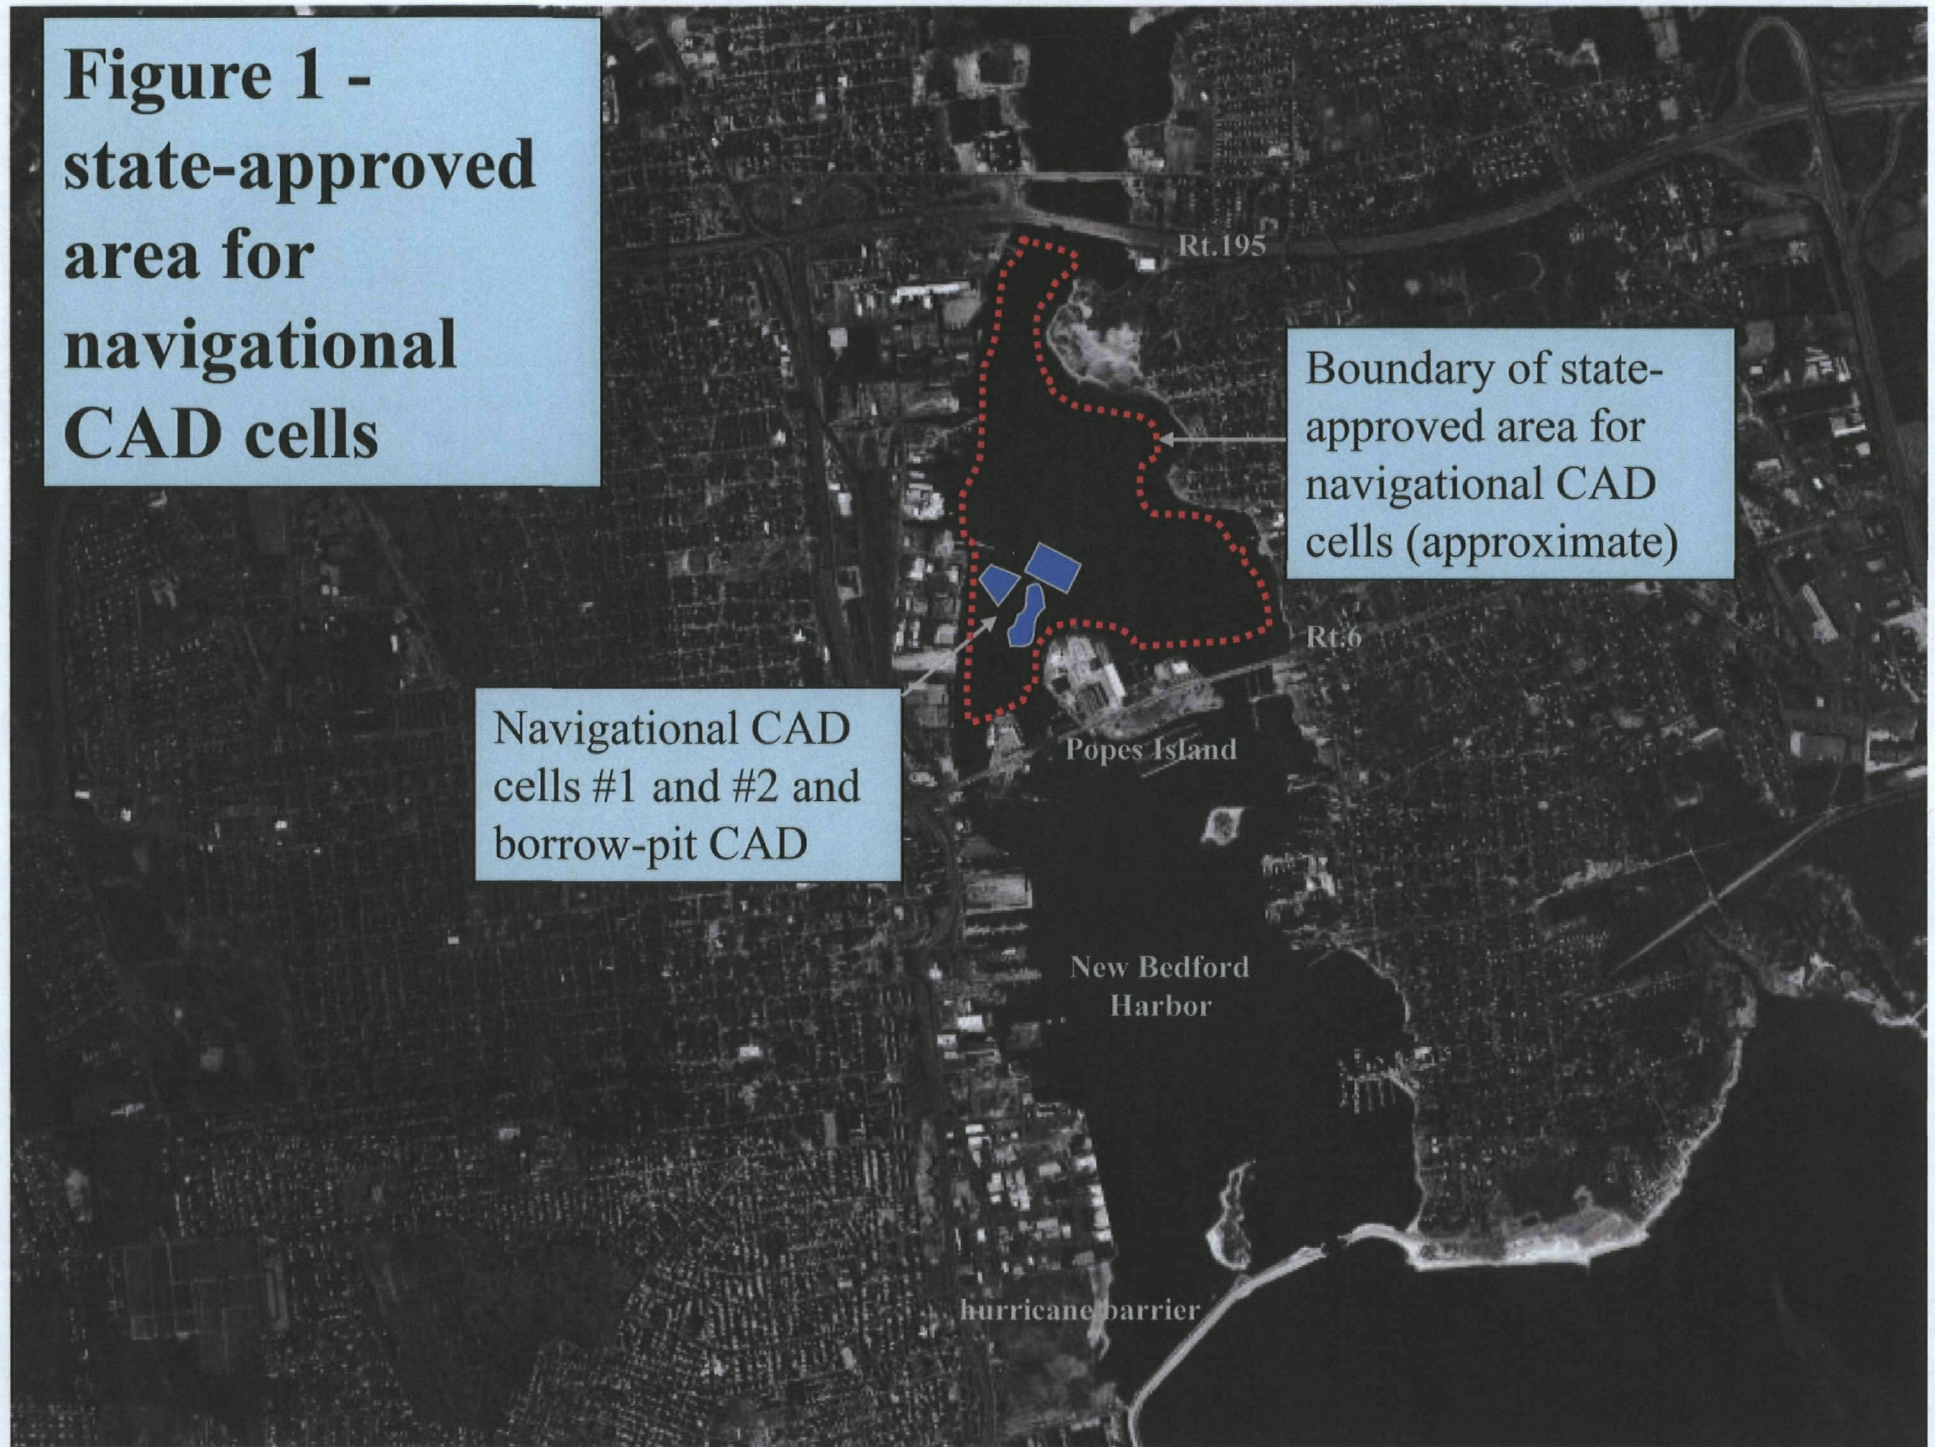 Figure 1 -
state-approved
area for
navigational
CAD cells
Rt.195
Boundary of state-
approved area for
navigational CAD
cells (approximate)
Rt.6
Navigational CAD
cells #1 and #2 and
borrow-pit CAD
Popes Island
New Bedford
Harbor
hurricane barrier